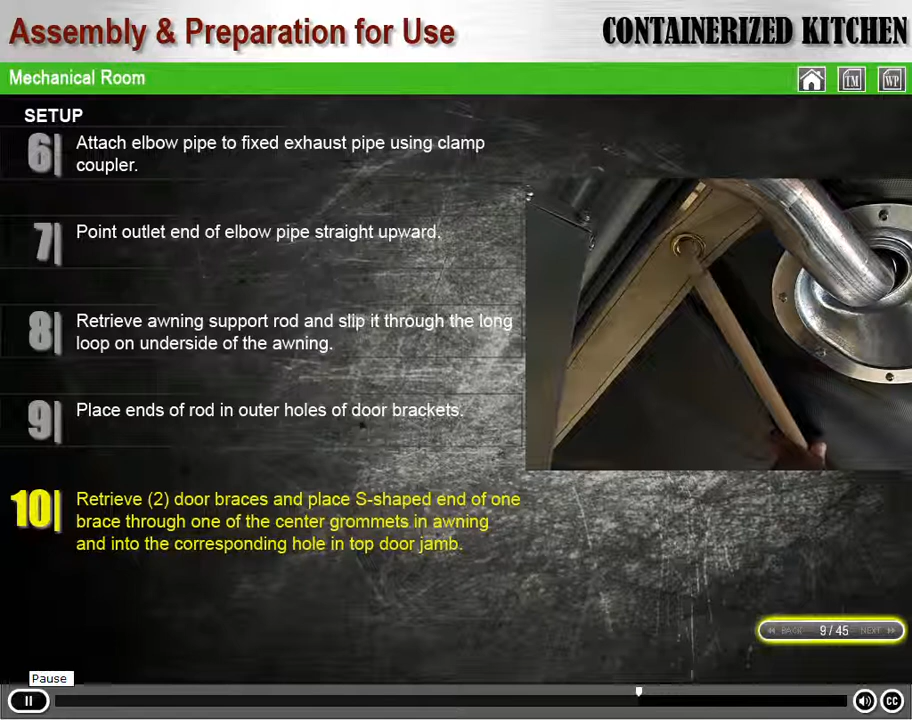 Assembly & Preparation for Use
CONTAINERIZED KITCHEN
Mechanical Room
TM
WP
SETUP
6 Attach elbow pipe to fixed exhaust pipe using clamp
coupler.
7 Point outlet end of elbow pipe straight upward.
8 Retrieve awning support rod and slip it through the long
loop on underside of the awning.
9 Place ends of rod in outer holes of door brackets.
10 Retrieve (2) door braces and place S-shaped end of one
brace through one of the center grommets in awning
and into the corresponding hole in top door jamb.
BACK 9 / 45 NEXT
Pause
CC